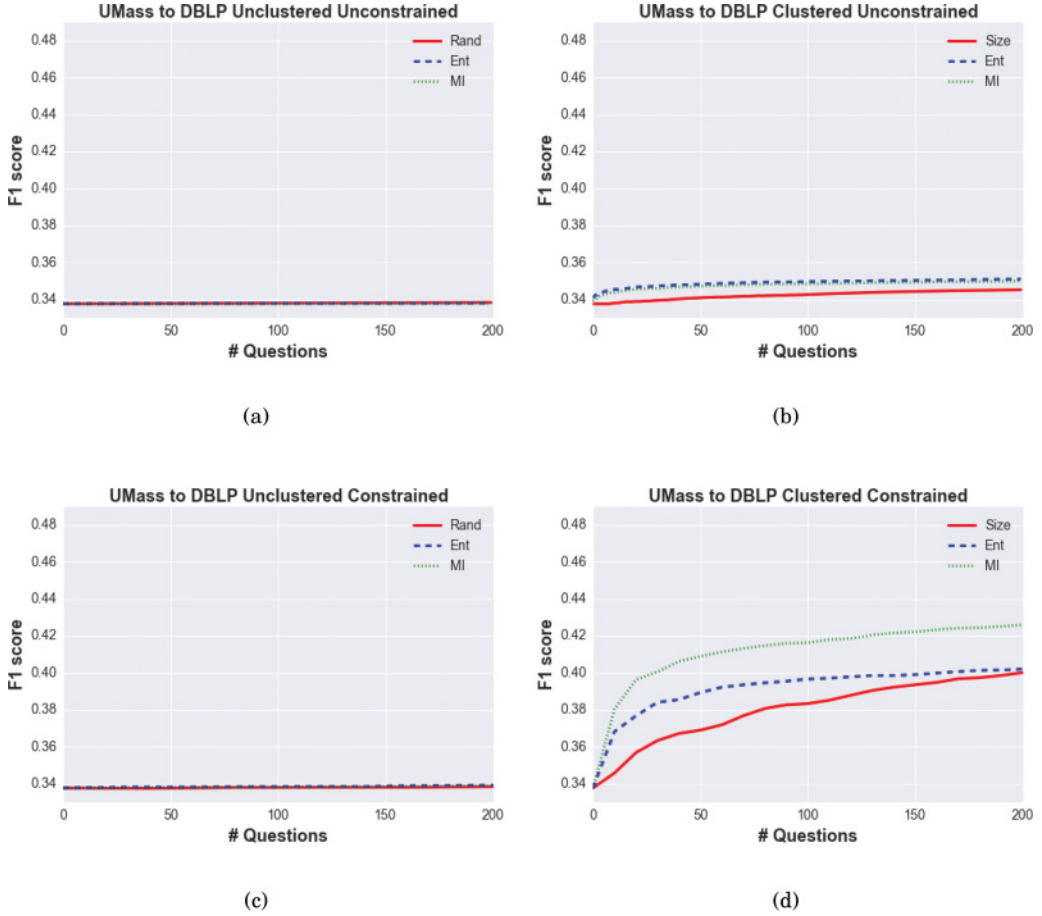 UMass to DBLP Unclustered Unconstrained
0.48
0.46
0.44
0.42
0.40
0.38
0.36
0.34
F1 score
0 50 100 150 200
# Questions
Rand
Ent
MI
(a)
UMass to DBLP Clustered Unconstrained
0.48
0.46
0.44
0.42
0.40
0.38
0.36
0.34
F1 score
0 50 100 150 200
# Questions
Size
Ent
MI
(b)
UMass to DBLP Unclustered Constrained
0.48
0.46
0.44
0.42
0.40
0.38
0.36
0.34
F1 score
0 50 100 150 200
# Questions
Rand
Ent
MI
(c)
UMass to DBLP Clustered Constrained
0.48
0.46
0.44
0.42
0.40
0.38
0.36
0.34
F1 score
0 50 100 150 200
# Questions
Size
Ent
MI
(d)